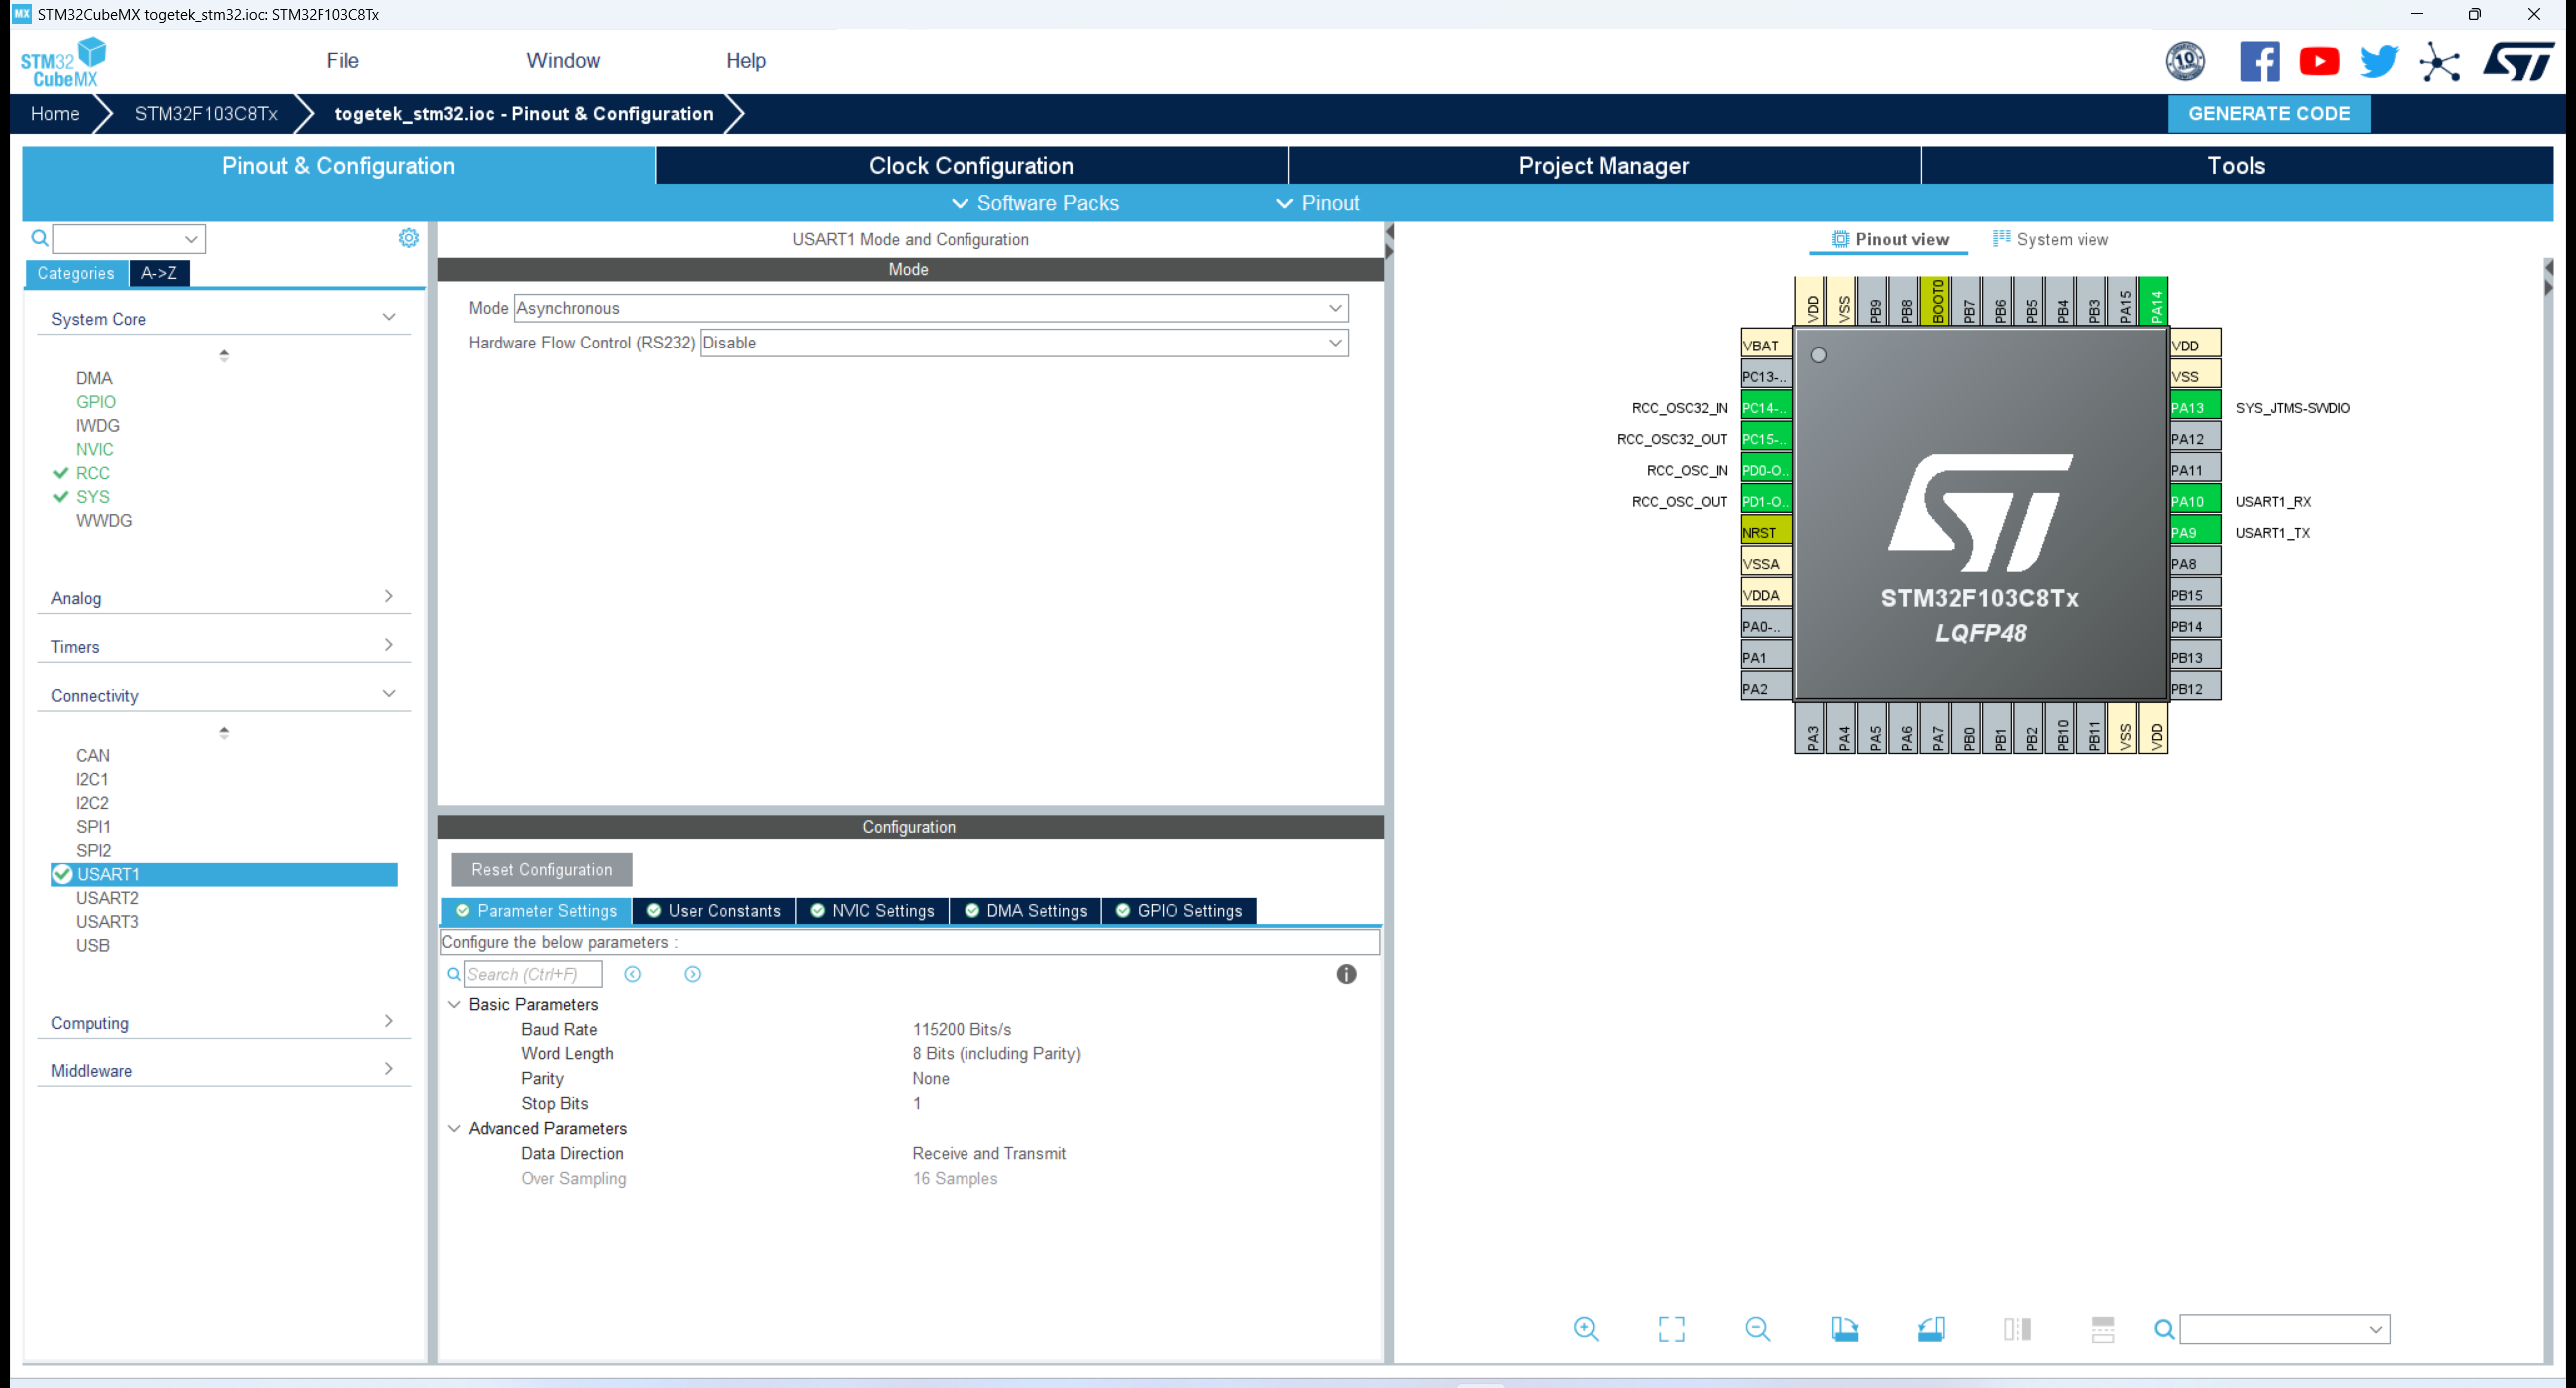 MX STM32CubeMX togetek_stm32.ioc: STM32F103C8Tx
STM32
CubeMX
File
Window
Help
10
Home
STM32F103C8Tx
togetek_stm32.ioc - Pinout & Configuration
GENERATE CODE
Pinout & Configuration
Clock Configuration
Project Manager
Tools
Software Packs
Pinout
Categories
A->Z
System Core
DMA
GPIO
IWDG
NVIC
RCC
SYS
WWDG
Analog
Timers
Connectivity
CAN
I2C1
I2C2
SPI1
SPI2
USART1
USART2
USART3
USB
Computing
Middleware
USART1 Mode and Configuration
Mode
Mode Asynchronous
Hardware Flow Control (RS232) Disable
Configuration
Reset Configuration
Parameter Settings
User Constants
NVIC Settings
DMA Settings
GPIO Settings
Configure the below parameters :
Search (Ctrl+F)
Basic Parameters
Baud Rate 115200 Bits/s
Word Length 8 Bits (including Parity)
Parity None
Stop Bits 1
Advanced Parameters
Data Direction Receive and Transmit
Over Sampling 16 Samples
Pinout view
System view
VDD
VSS
PB9
PB8
BOOT0
PB7
PB6
PB5
PB4
PB3
PA15
PA14
VBAT
PC13-..
RCC_OSC32_IN PC14-..
RCC_OSC32_OUT PC15-..
RCC_OSC_IN PD0-O..
RCC_OSC_OUT PD1-O..
NRST
VSSA
VDDA
PA0-..
PA1
PA2
STM32F103C8Tx
LQFP48
VDD
VSS
PA13 SYS_JTMS-SWDIO
PA12
PA11
PA10 USART1_RX
PA9 USART1_TX
PA8
PB15
PB14
PB13
PB12
PA3
PA4
PA5
PA6
PA7
PB0
PB1
PB2
PB10
PB11
VSS
VDD